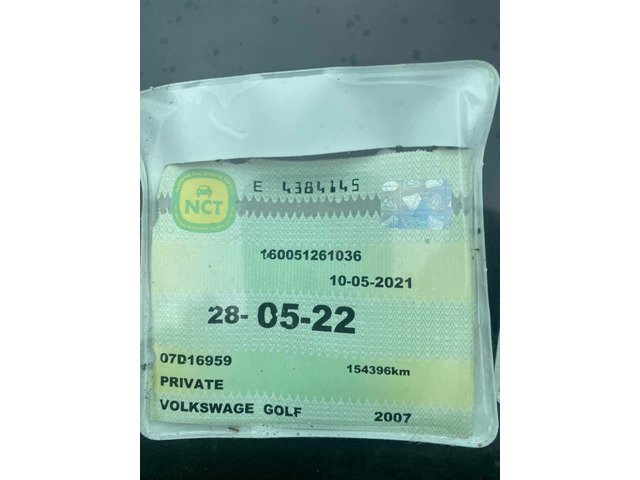 NCT
E 4384145
160051261036
10-05-2021
28-05-22
07D16959
154396km
PRIVATE
VOLKSWAGE GOLF 2007